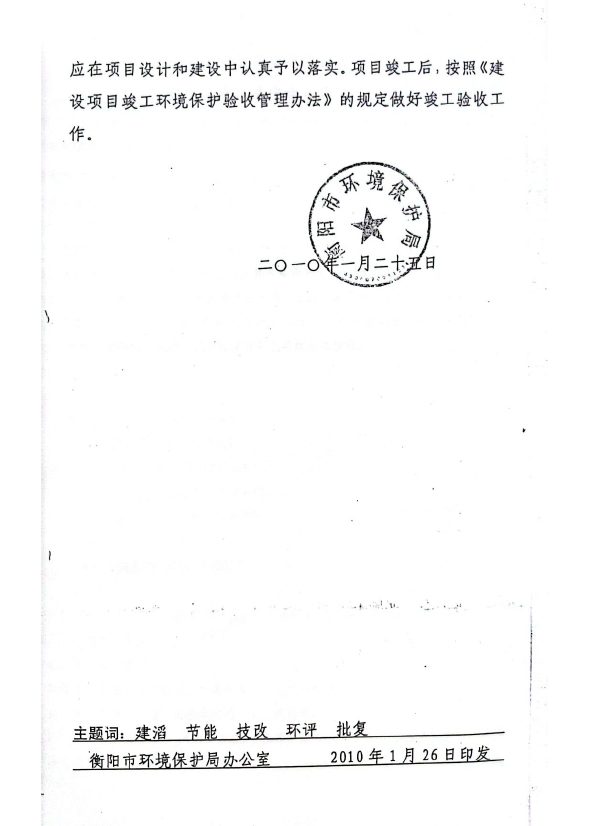 应在项目设计和建设中认真予以落实。项目竣工后，按照《建
设项目竣工环境保护验收管理办法》的规定做好竣工验收工
作。
衡阳市环境保护局
二〇一〇年一月二十五日
主题词：建滔 节能 技改 环评 批复
衡阳市环境保护局办公室 2010年1月26日印发